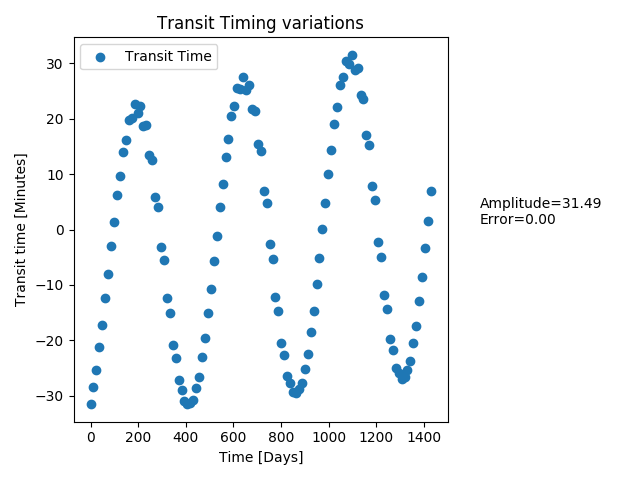 Transit Timing variations
Transit Time
30
20
10
0
−10
−20
−30
Transit time [Minutes]
0 200 400 600 800 1000 1200 1400
Time [Days]
Amplitude=31.49
Error=0.00